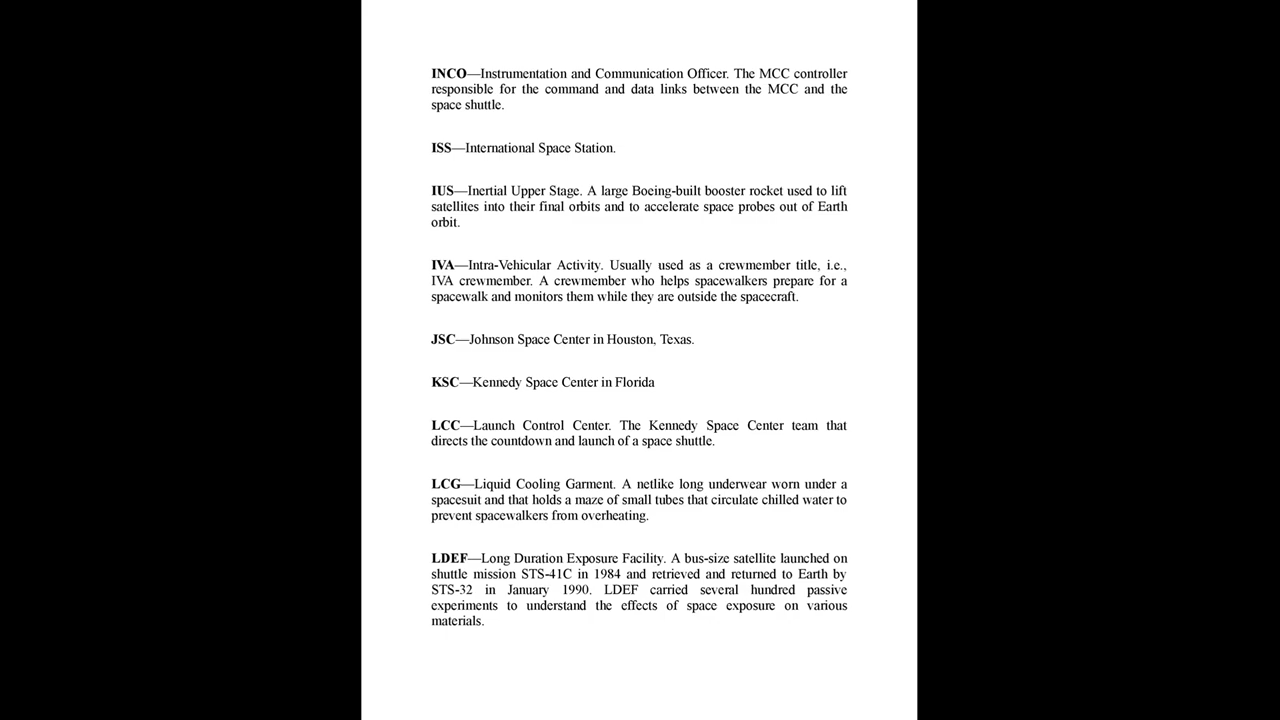 INCO—Instrumentation and Communication Officer. The MCC controller
responsible for the command and data links between the MCC and the
space shuttle.
ISS—International Space Station.
IUS—Inertial Upper Stage. A large Boeing-built booster rocket used to lift
satellites into their final orbits and to accelerate space probes out of Earth
orbit.
IVA—Intra-Vehicular Activity. Usually used as a crewmember title, i.e.,
IVA crewmember. A crewmember who helps spacewalkers prepare for a
spacewalk and monitors them while they are outside the spacecraft.
JSC—Johnson Space Center in Houston, Texas.
KSC—Kennedy Space Center in Florida
LCC—Launch Control Center. The Kennedy Space Center team that
directs the countdown and launch of a space shuttle.
LCG—Liquid Cooling Garment. A netlike long underwear worn under a
spacesuit and that holds a maze of small tubes that circulate chilled water to
prevent spacewalkers from overheating.
LDEF—Long Duration Exposure Facility. A bus-size satellite launched on
shuttle mission STS-41C in 1984 and retrieved and returned to Earth by
STS-32 in January 1990. LDEF carried several hundred passive
experiments to understand the effects of space exposure on various
materials.